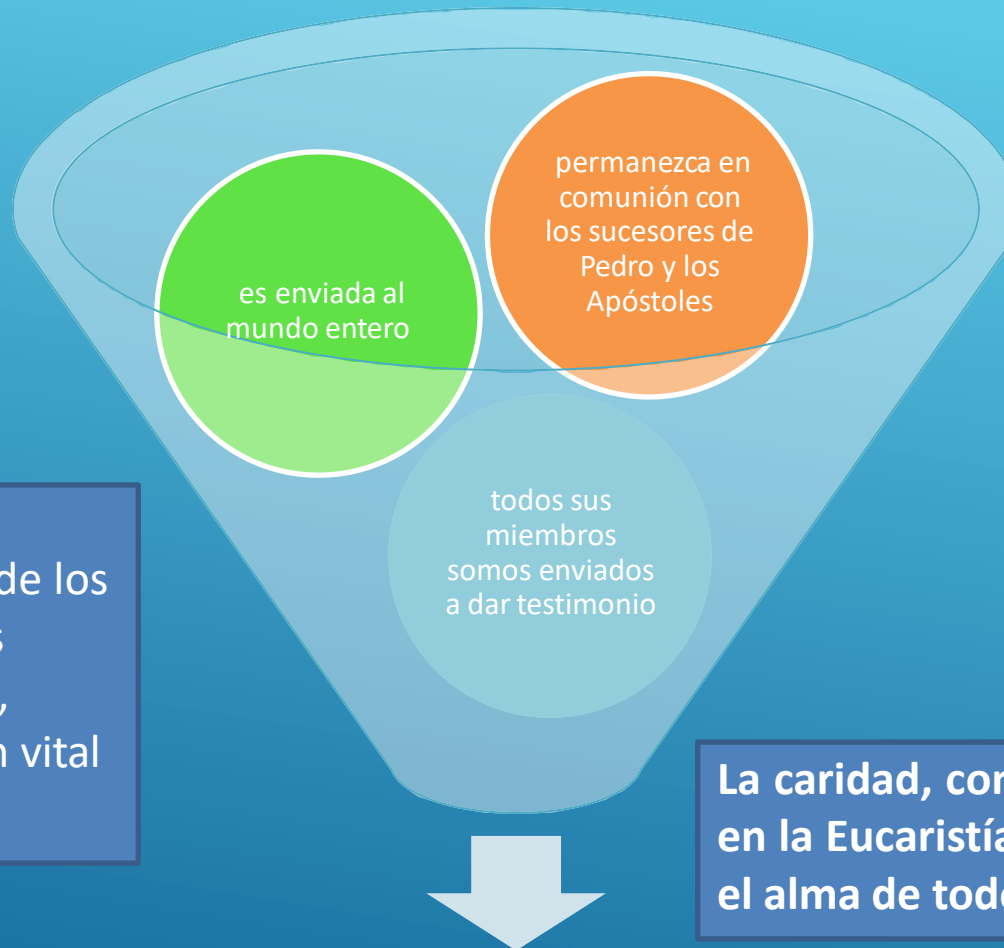 permanezca en
comunión con
los sucesores de
Pedro y los
Apóstoles
es enviada al
mundo entero
todos sus
miembros
somos enviados
a dar testimonio
de los
s
,
vital
La caridad,
en la Eucaristía
el alma de